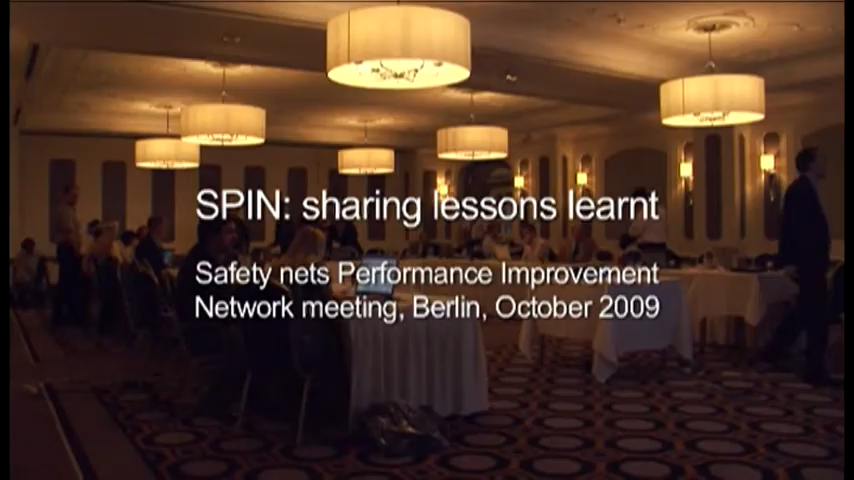 SPIN: sharing lessons learnt
Safety nets Performance Improvement
Network meeting, Berlin, October 2009